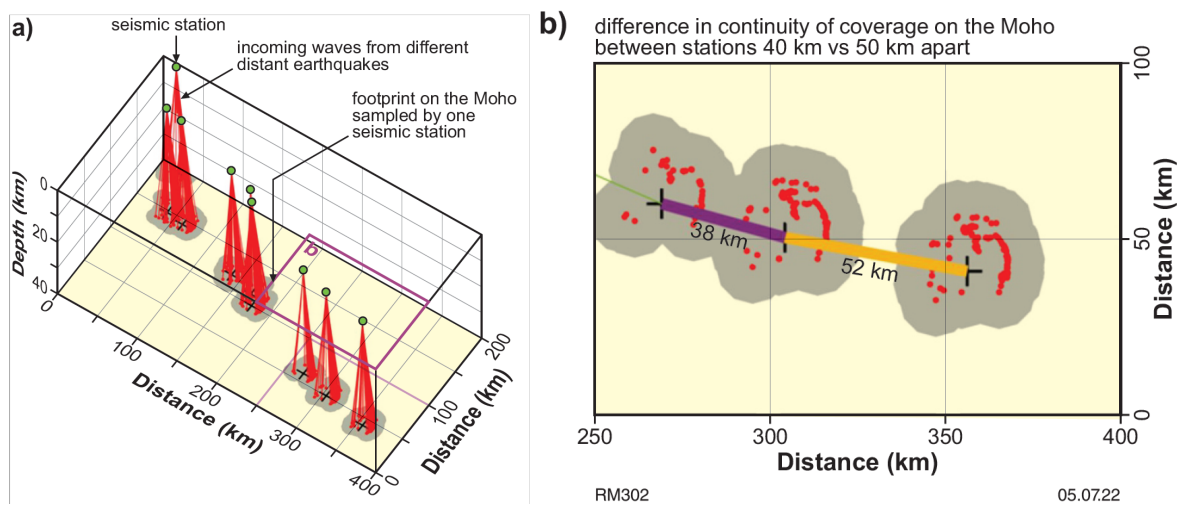 a)
seismic station
incoming waves from different
distant earthquakes
footprint on the Moho
sampled by one
seismic station
Depth (km)
0
20
40
0
100
200
300
400
Distance (km)
0
100
200
Distance (km)
b
b)
difference in continuity of coverage on the Moho
between stations 40 km vs 50 km apart
38 km
52 km
100
50
0
Distance (km)
250
300
350
400
Distance (km)
RM302
05.07.22